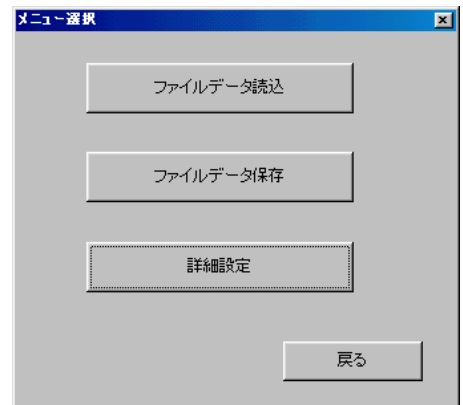 メニュー選択
ファイルデータ読込
ファイルデータ保存
詳細設定
戻る